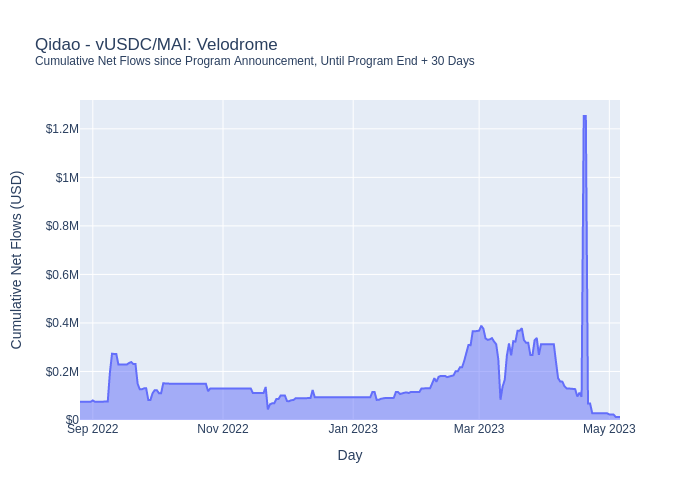 Qidao - vUSDC/MAI: Velodrome
Cumulative Net Flows since Program Announcement, Until Program End + 30 Days
Cumulative Net Flows (USD)
$1.2M
$1M
$0.8M
$0.6M
$0.4M
$0.2M
$0
Sep 2022
Nov 2022
Jan 2023
Mar 2023
May 2023
Day